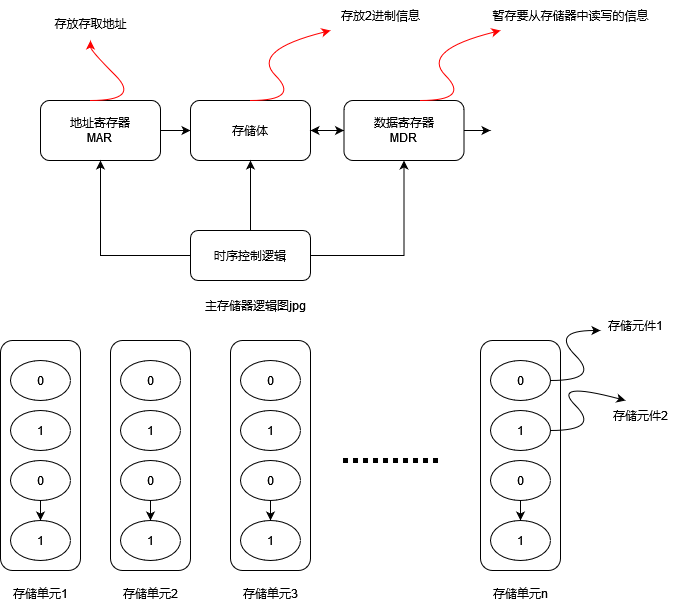 存放存取地址
存放2进制信息
暂存要从存储器中读写的信息
地址寄存器
MAR
存储体
数据寄存器
MDR
时序控制逻辑
主存储器逻辑图jpg
存储元件1
存储元件2
0
0
0
0
1
1
1
1
0
0
0
0
1
1
1
1
存储单元1
存储单元2
存储单元3
存储单元n